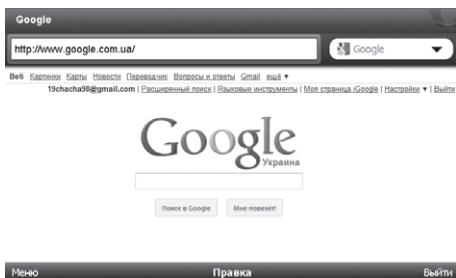 Google
http://www.google.com.ua/ Google
Веб Картинки Карты Новости Переводчик Вопросы и ответы Gmail ещё ▼
19chacha98@gmail.com | Расширенный поиск | Языковые инструменты | Моя страница iGoogle | Настройки ▼ | Выйти
Google
Украина
Поиск в Google Мне повезёт!
Меню Правка Выйти